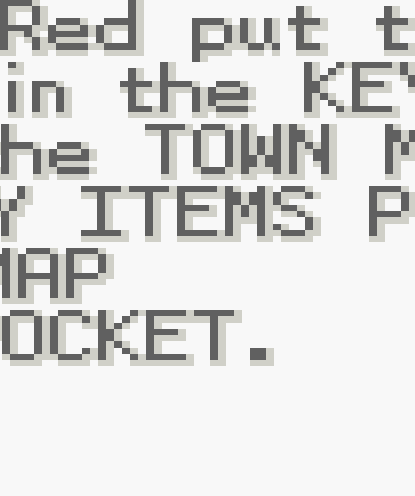 Red put t
in the KEY
he TOWN M
Y ITEMS P
MAP
OCKET.